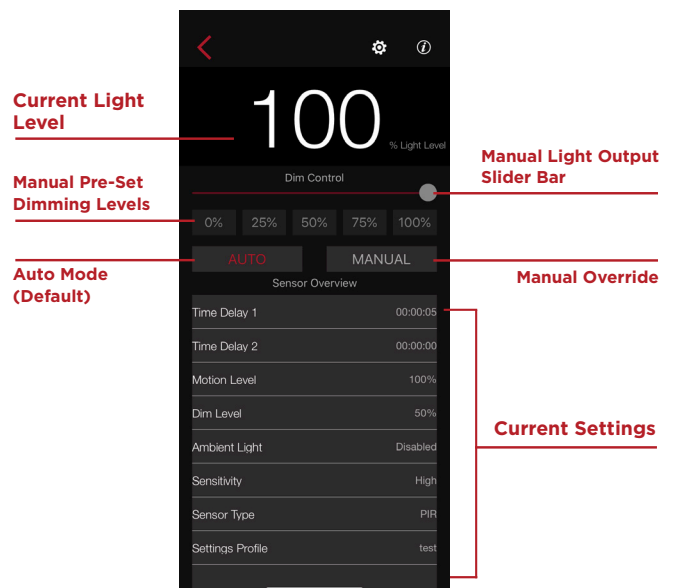 Current Light
Level
100
% Light Level
Dim Control
Manual Light Output
Slider Bar
Manual Pre-Set
Dimming Levels
0% 25% 50% 75% 100%
AUTO MANUAL
Auto Mode
(Default)
Manual Override
Sensor Overview
Time Delay 1 00:00:05
Time Delay 2 00:00:00
Motion Level 100%
Dim Level 50%
Ambient Light Disabled
Sensitivity High
Sensor Type PIR
Settings Profile test
Current Settings